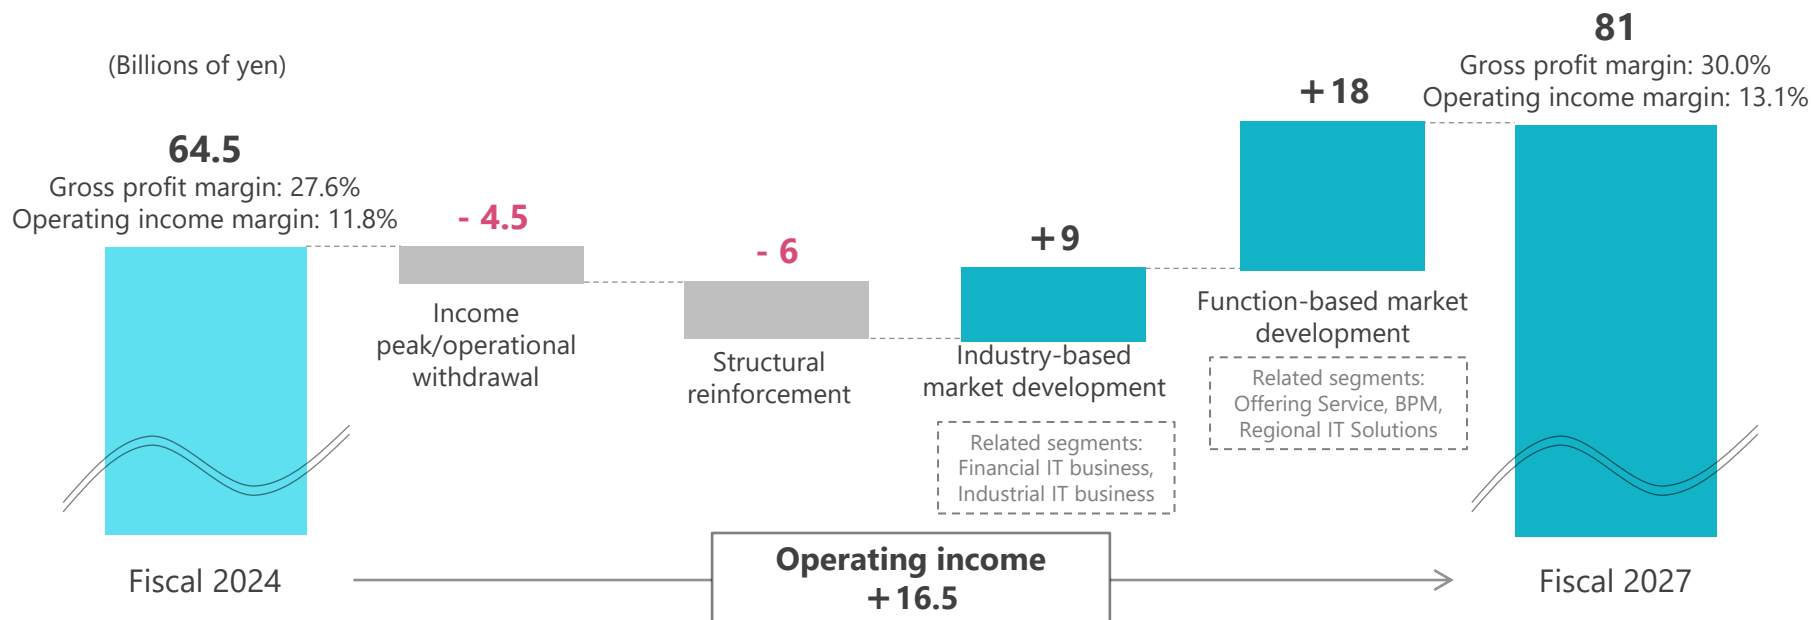 (Billions of yen)
64.5
Gross profit margin: 27.6%
Operating income margin: 11.8%
- 4.5
Income
peak/operational
withdrawal
- 6
Structural
reinforcement
+9
Industry-based
market development
Related segments:
Financial IT business,
Industrial IT business
+18
Function-based market
development
Related segments:
Offering Service, BPM,
Regional IT Solutions
81
Gross profit margin: 30.0%
Operating income margin: 13.1%
Fiscal 2024
Operating income
+16.5
Fiscal 2027